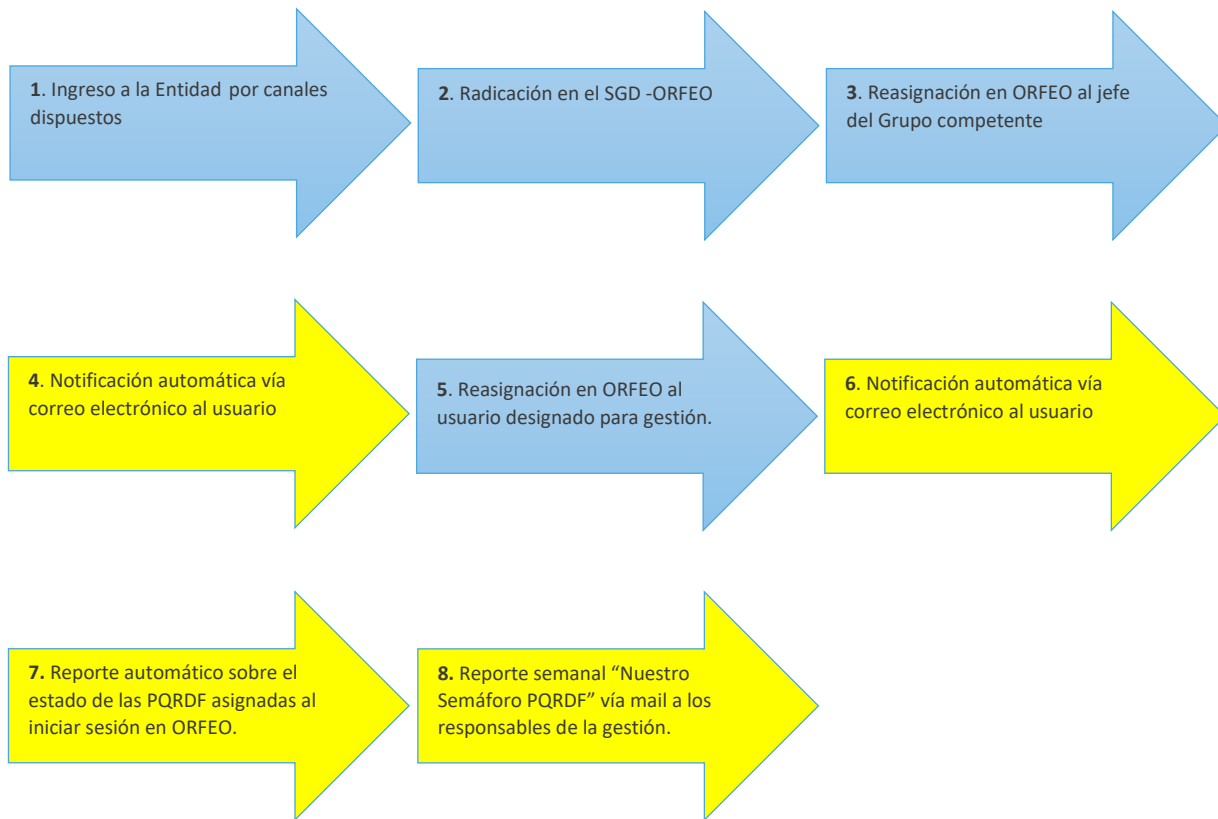 1. Ingreso a la Entidad por canales
dispuestos
2. Radicación en el SGD -ORFEO
3. Reasignación en ORFEO al jefe
del Grupo competente
4. Notificación automática vía
correo electrónico al usuario
5. Reasignación en ORFEO al
usuario designado para gestión.
6. Notificación automática vía
correo electrónico al usuario
7. Reporte automático sobre el
estado de las PQRDF asignadas al
iniciar sesión en ORFEO.
8. Reporte semanal “Nuestro
Semáforo PQRDF” vía mail a los
responsables de la gestión.